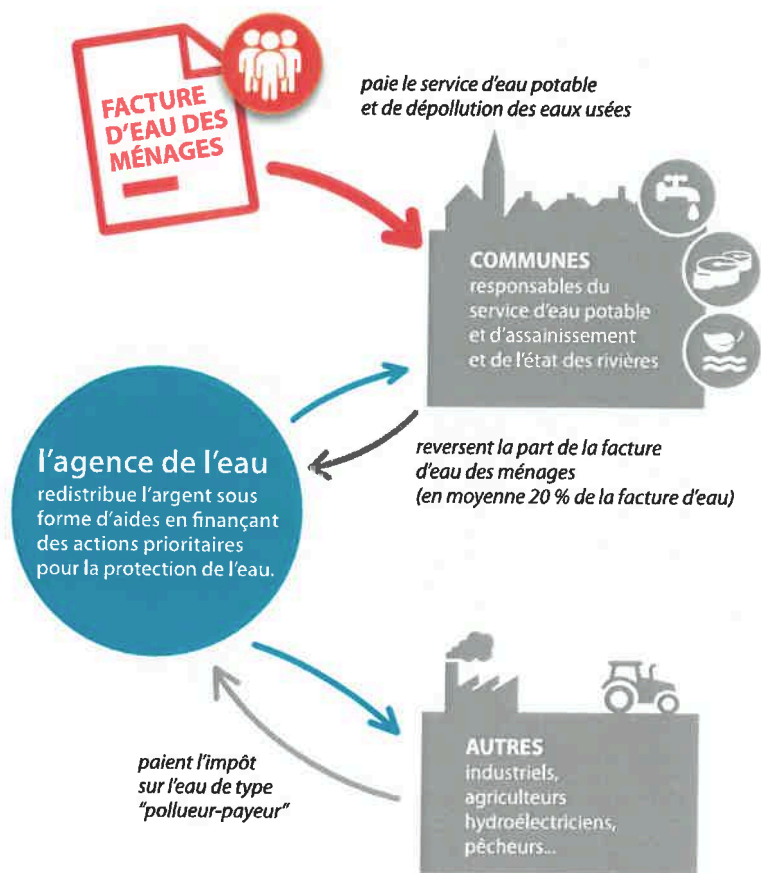 FACTURE
D'EAU DES
MÉNAGES
paie le service d'eau potable
et de dépollution des eaux usées
COMMUNES
responsables du
service d'eau potable
et d'assainissement
et de l'état des rivières
reversent la part de la facture
d'eau des ménages
(en moyenne 20 % de la facture d'eau)
l'agence de l'eau
redistribue l'argent sous
forme d'aides en finançant
des actions prioritaires
pour la protection de l'eau.
paient l'impôt
sur l'eau de type
"pollueur-payeur"
AUTRES
industriels,
agriculteurs
hydroélectriciens,
pêcheurs...